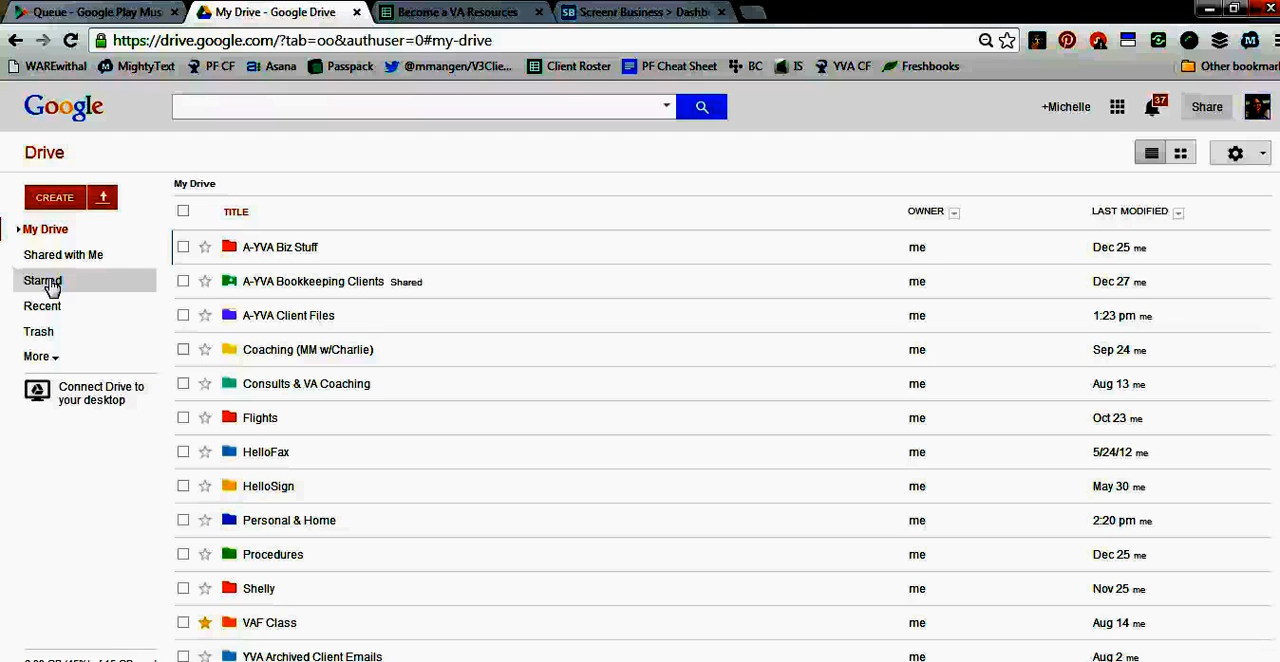 Queue - Google Play Mus
My Drive - Google Drive
Become a VA Resources
SB Screenr Business > Dashb
https://drive.google.com/?tab=oo&authuser=0#my-drive
WAREwithal MightyText PF CF Asana Passpack @mmangen/V3Clie... Client Roster PF Cheat Sheet BC IS YVA CF Freshbooks Other bookmar
Google
+Michelle
37
Share
Drive
CREATE
My Drive
Shared with Me
Starred
Recent
Trash
More
Connect Drive to
your desktop
My Drive
TITLE OWNER LAST MODIFIED
A-YVA Biz Stuff me Dec 25 me
A-YVA Bookkeeping Clients Shared me Dec 27 me
A-YVA Client Files me 1:23 pm me
Coaching (MM w/Charlie) me Sep 24 me
Consults & VA Coaching me Aug 13 me
Flights me Oct 23 me
HelloFax me 5/24/12 me
HelloSign me May 30 me
Personal & Home me 2:20 pm me
Procedures me Dec 25 me
Shelly me Nov 25 me
VAF Class me Aug 14 me
YVA Archived Client Emails me Aug 2 me